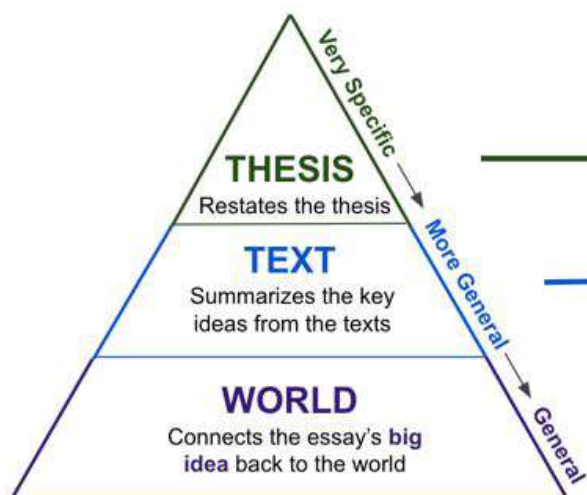 Very Specific
THESIS
Restates the thesis
More General
TEXT
Summarizes the key
ideas from the texts
General
WORLD
Connects the essay's big
idea back to the world